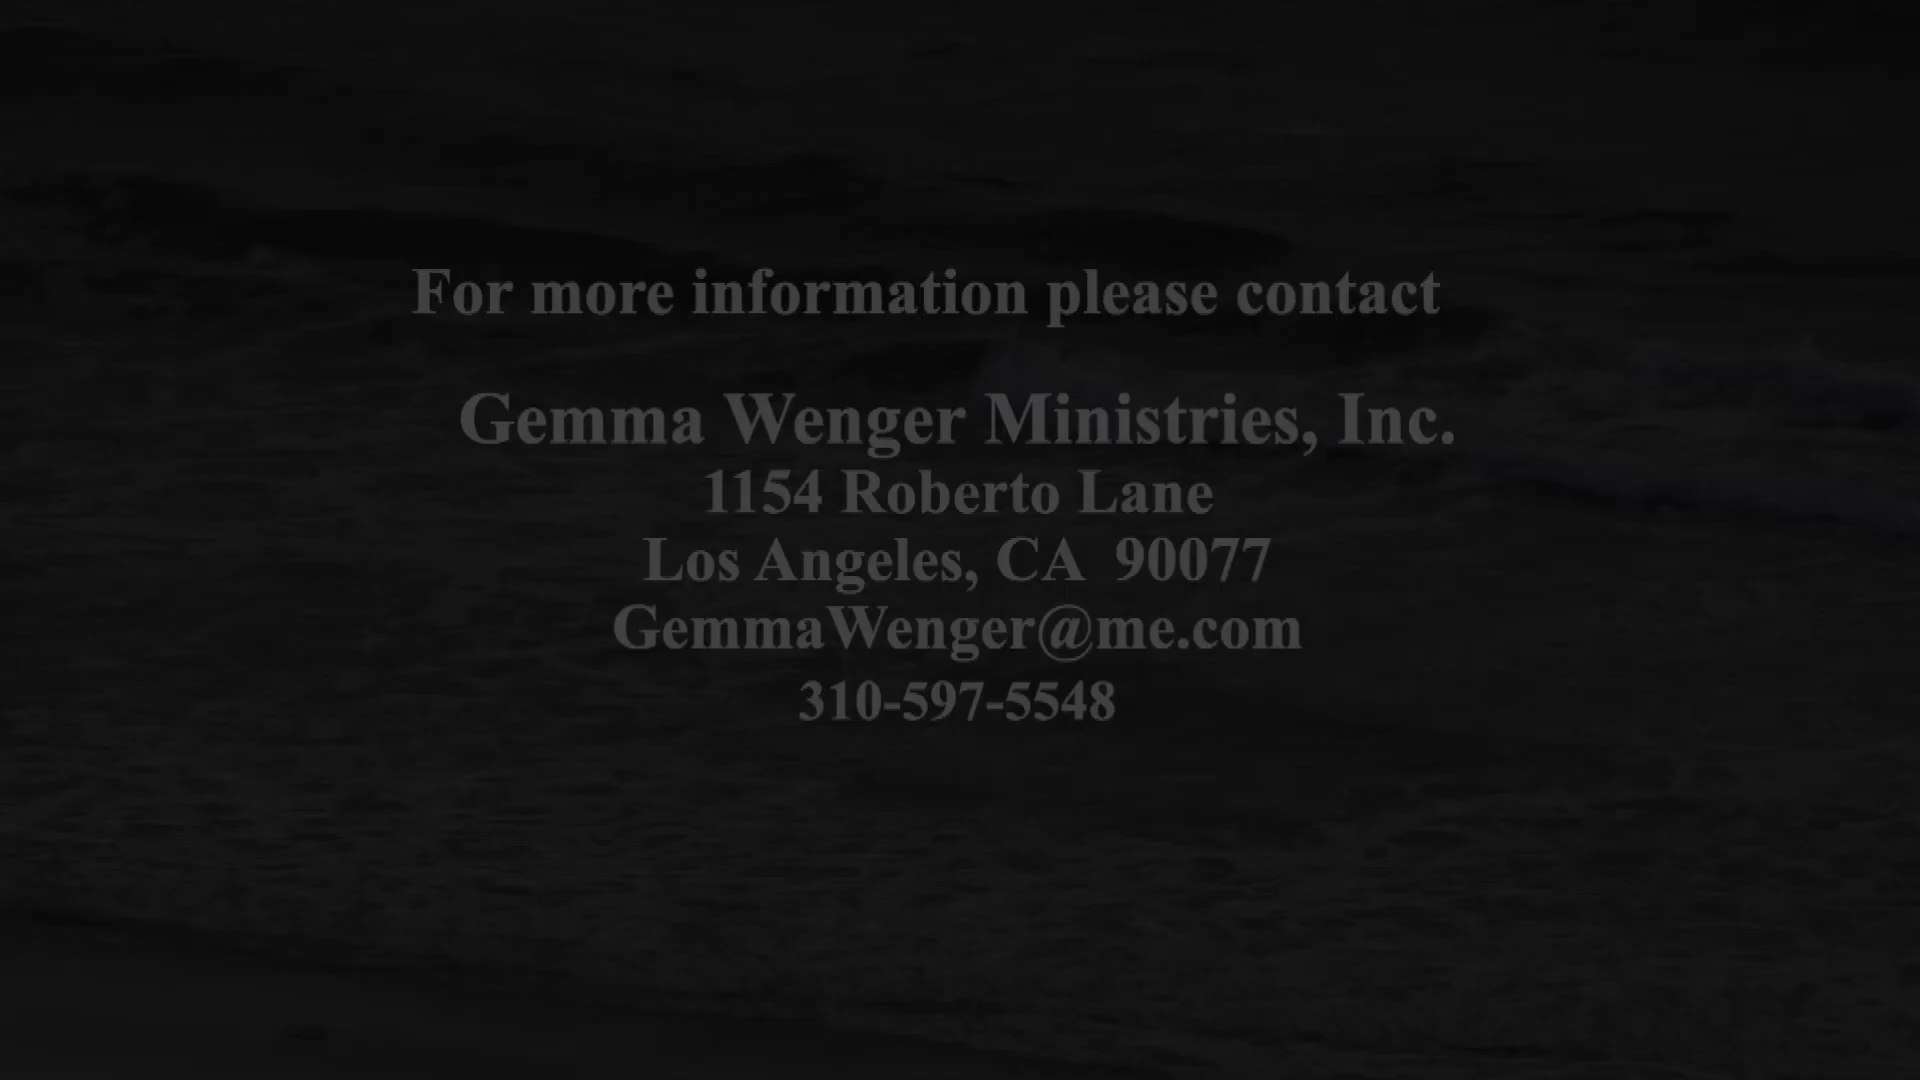 For more information please contact
Gemma Wenger Ministries, Inc.
1154 Roberto Lane
Los Angeles, CA  90077
GemmaWenger@me.com
310-597-5548